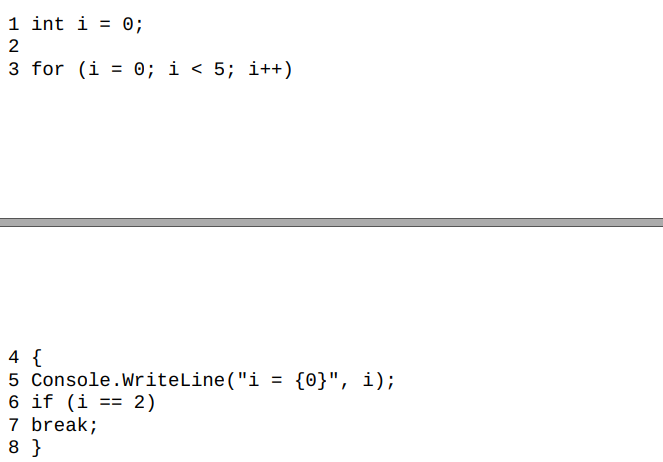 1 int i = 0;
2
3 for (i = 0; i < 5; i++)
4 {
5 Console.WriteLine("i = {0}", i);
6 if (i == 2)
7 break;
8 }